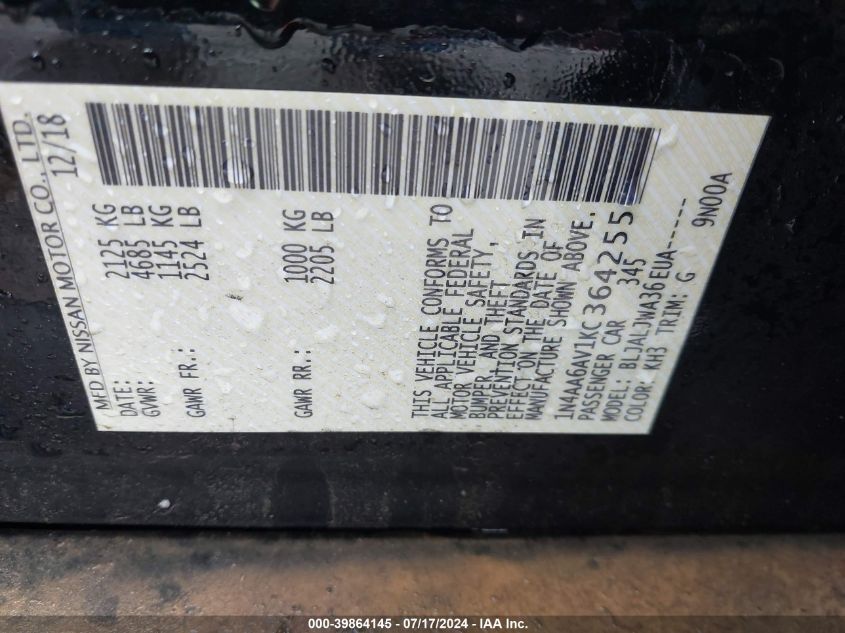 MFD BY NISSAN MOTOR CO., LTD.
DATE: 12/18
GVWR: 2125 KG
4685 LB
GAWR FR.: 1145 KG
2524 LB
GAWR RR.: 1000 KG
2205 LB
THIS VEHICLE CONFORMS TO
ALL APPLICABLE FEDERAL
MOTOR VEHICLE SAFETY,
BUMPER, AND THEFT
PREVENTION STANDARDS IN
EFFECT ON THE DATE OF
MANUFACTURE SHOWN ABOVE.
1N4AA6AV1KC364255
PASSENGER CAR 345
MODEL: BLJALJWA36EUA------
COLOR: KH3 TRIM: G 9N00A
000-39864145 - 07/17/2024 - IAA Inc.